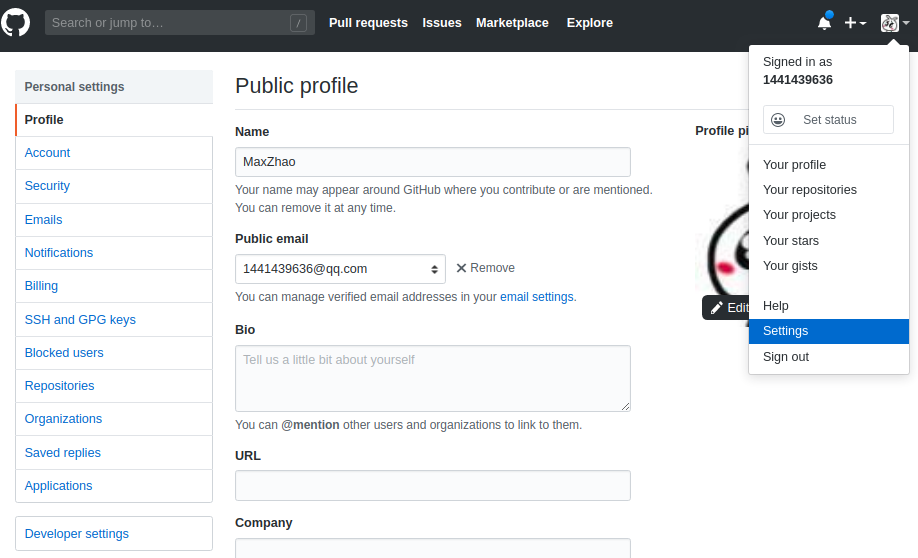 Search or jump to…
/
Pull requests
Issues
Marketplace
Explore
Signed in as
1441439636
Set status
Your profile
Your repositories
Your projects
Your stars
Your gists
Help
Settings
Sign out
Personal settings
Profile
Account
Security
Emails
Notifications
Billing
SSH and GPG keys
Blocked users
Repositories
Organizations
Saved replies
Applications
Developer settings
Public profile
Name
MaxZhao
Your name may appear around GitHub where you contribute or are mentioned.
You can remove it at any time.
Public email
1441439636@qq.com
Remove
You can manage verified email addresses in your email settings.
Bio
Tell us a little bit about yourself
You can @mention other users and organizations to link to them.
URL
Company
Profile pi
Edit